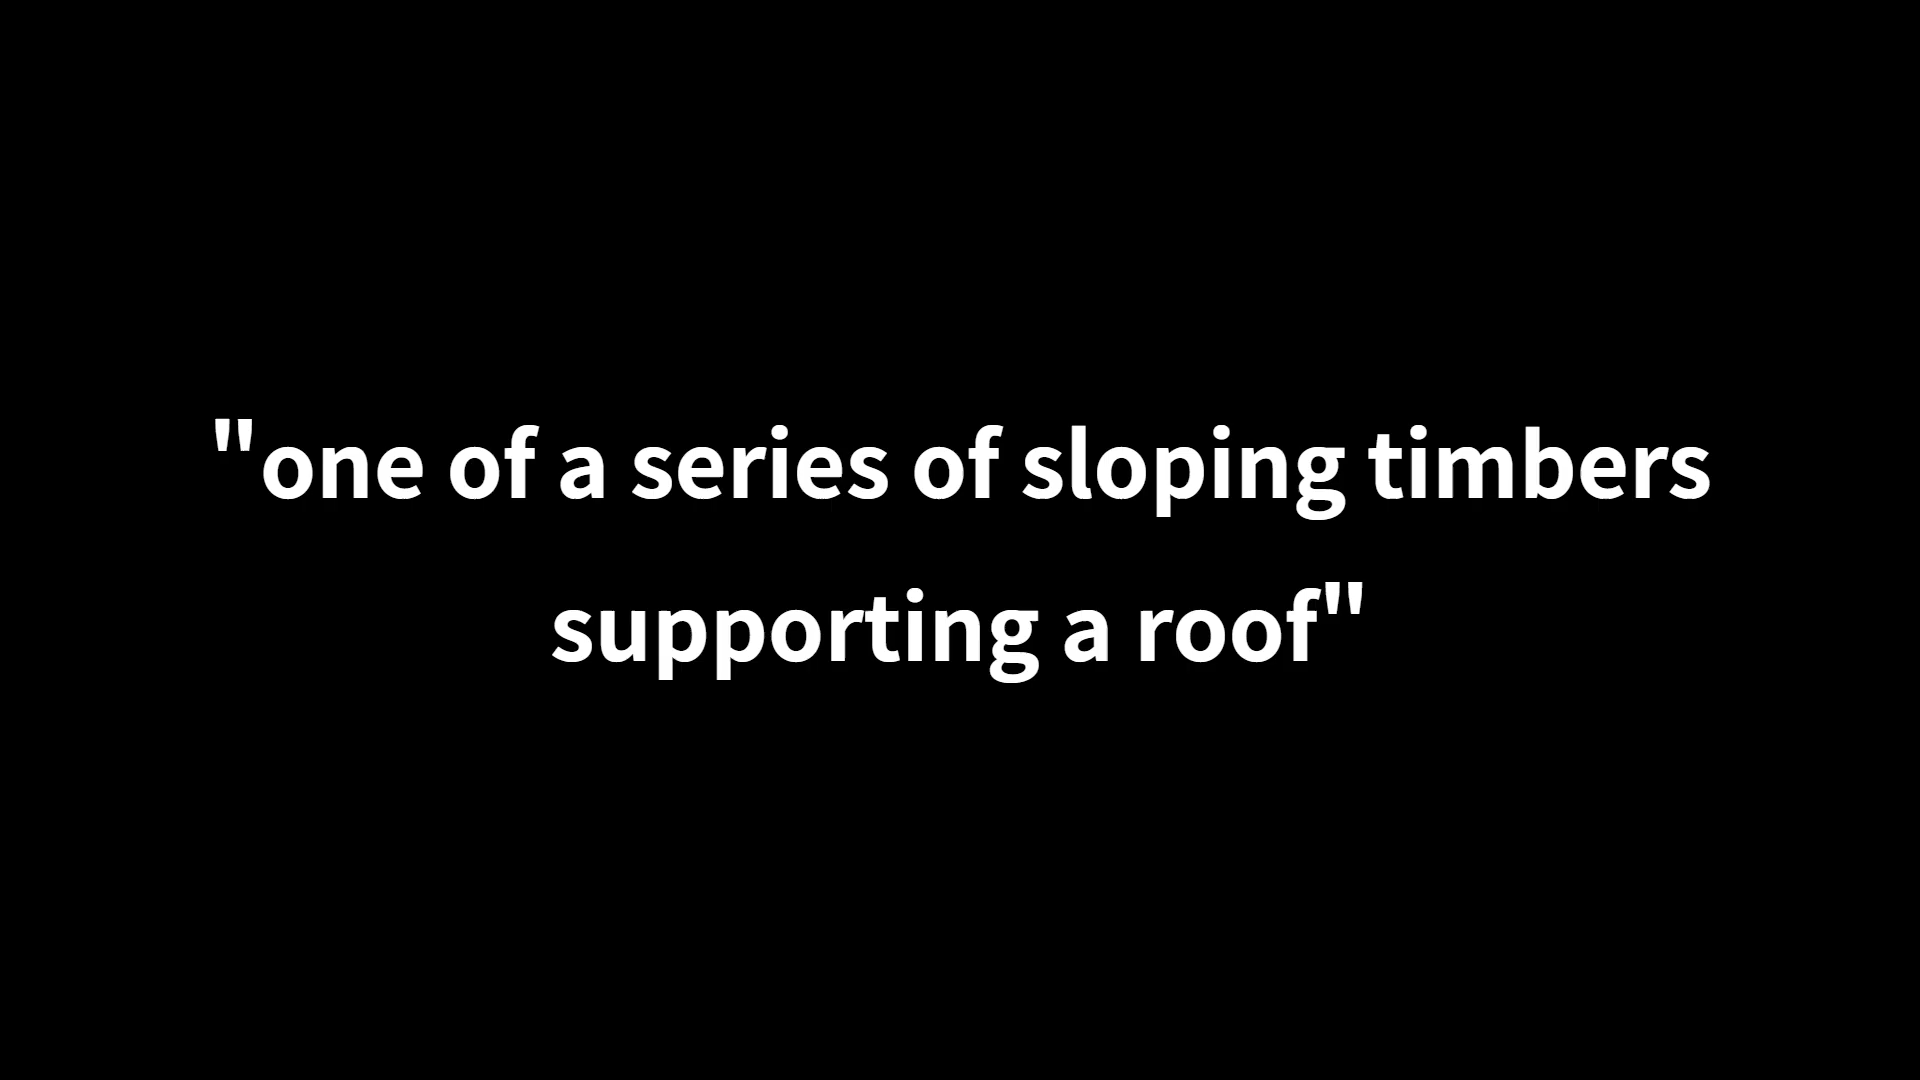 "one of a series of sloping timbers
supporting a roof"